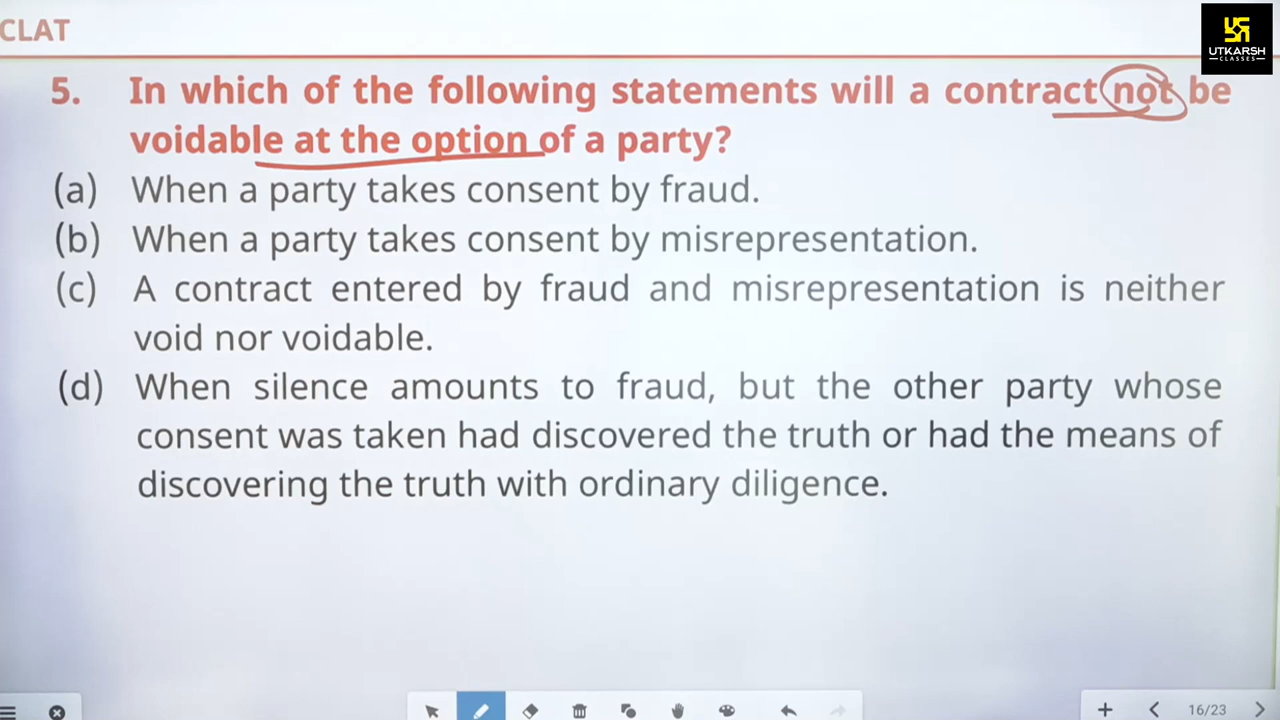 CLAT
UTKARSH
CLASSES
5. In which of the following statements will a contract not be
voidable at the option of a party?
(a) When a party takes consent by fraud.
(b) When a party takes consent by misrepresentation.
(c) A contract entered by fraud and misrepresentation is neither
void nor voidable.
(d) When silence amounts to fraud, but the other party whose
consent was taken had discovered the truth or had the means of
discovering the truth with ordinary diligence.
16/23